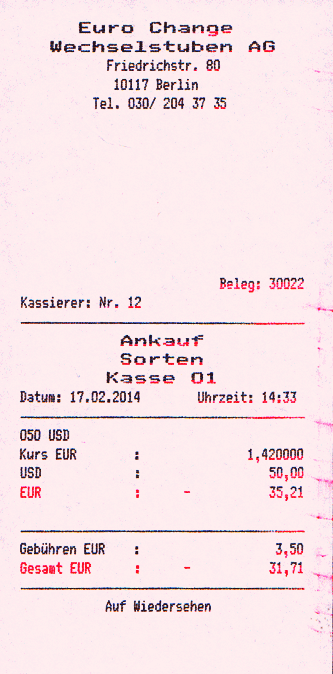 Euro Change
Wechselstuben AG
Friedrichstr. 80
10117 Berlin
Tel. 030/ 204 37 35
Beleg: 30022
Kassierer: Nr. 12
Ankauf
Sorten
Kasse 01
Datum: 17.02.2014 Uhrzeit: 14:33
050 USD
Kurs EUR : 1,420000
USD : 50,00
EUR : - 35,21
Gebühren EUR : 3,50
Gesamt EUR : - 31,71
Auf Wiedersehen